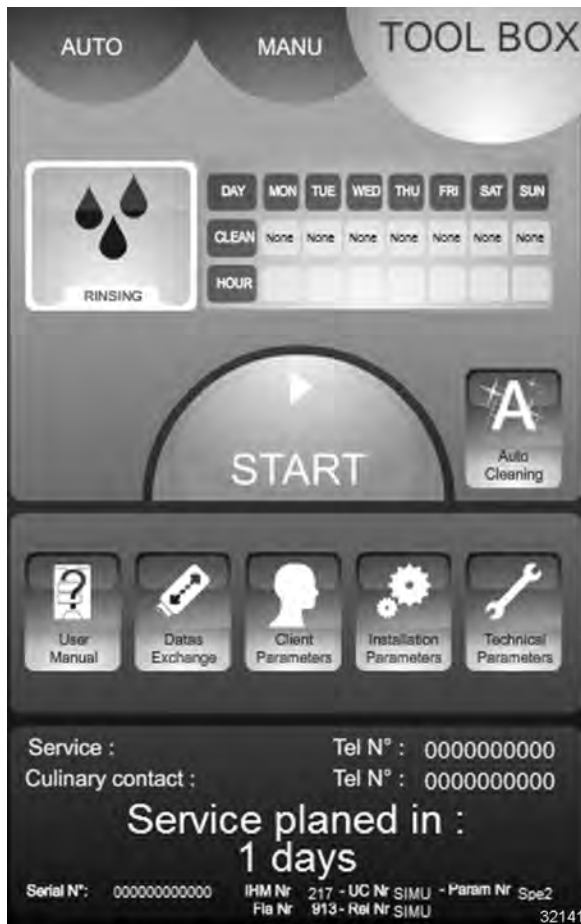 AUTO MANU TOOL BOX
DAY MON TUE WED THU FRI SAT SUN
CLEAN None None None None None None None
HOUR
RINSING
START
A
Auto
Cleaning
User
Manual
Datas
Exchange
Client
Parameters
Installation
Parameters
Technical
Parameters
Service : Tel N° : 0000000000
Culinary contact : Tel N° : 0000000000
Service planed in :
1 days
Serial N°: 000000000000 IHM Nr 217 - UC Nr SIMU - Param Nr Spe2
Fla Nr 913 - Rel Nr SIMU
32141